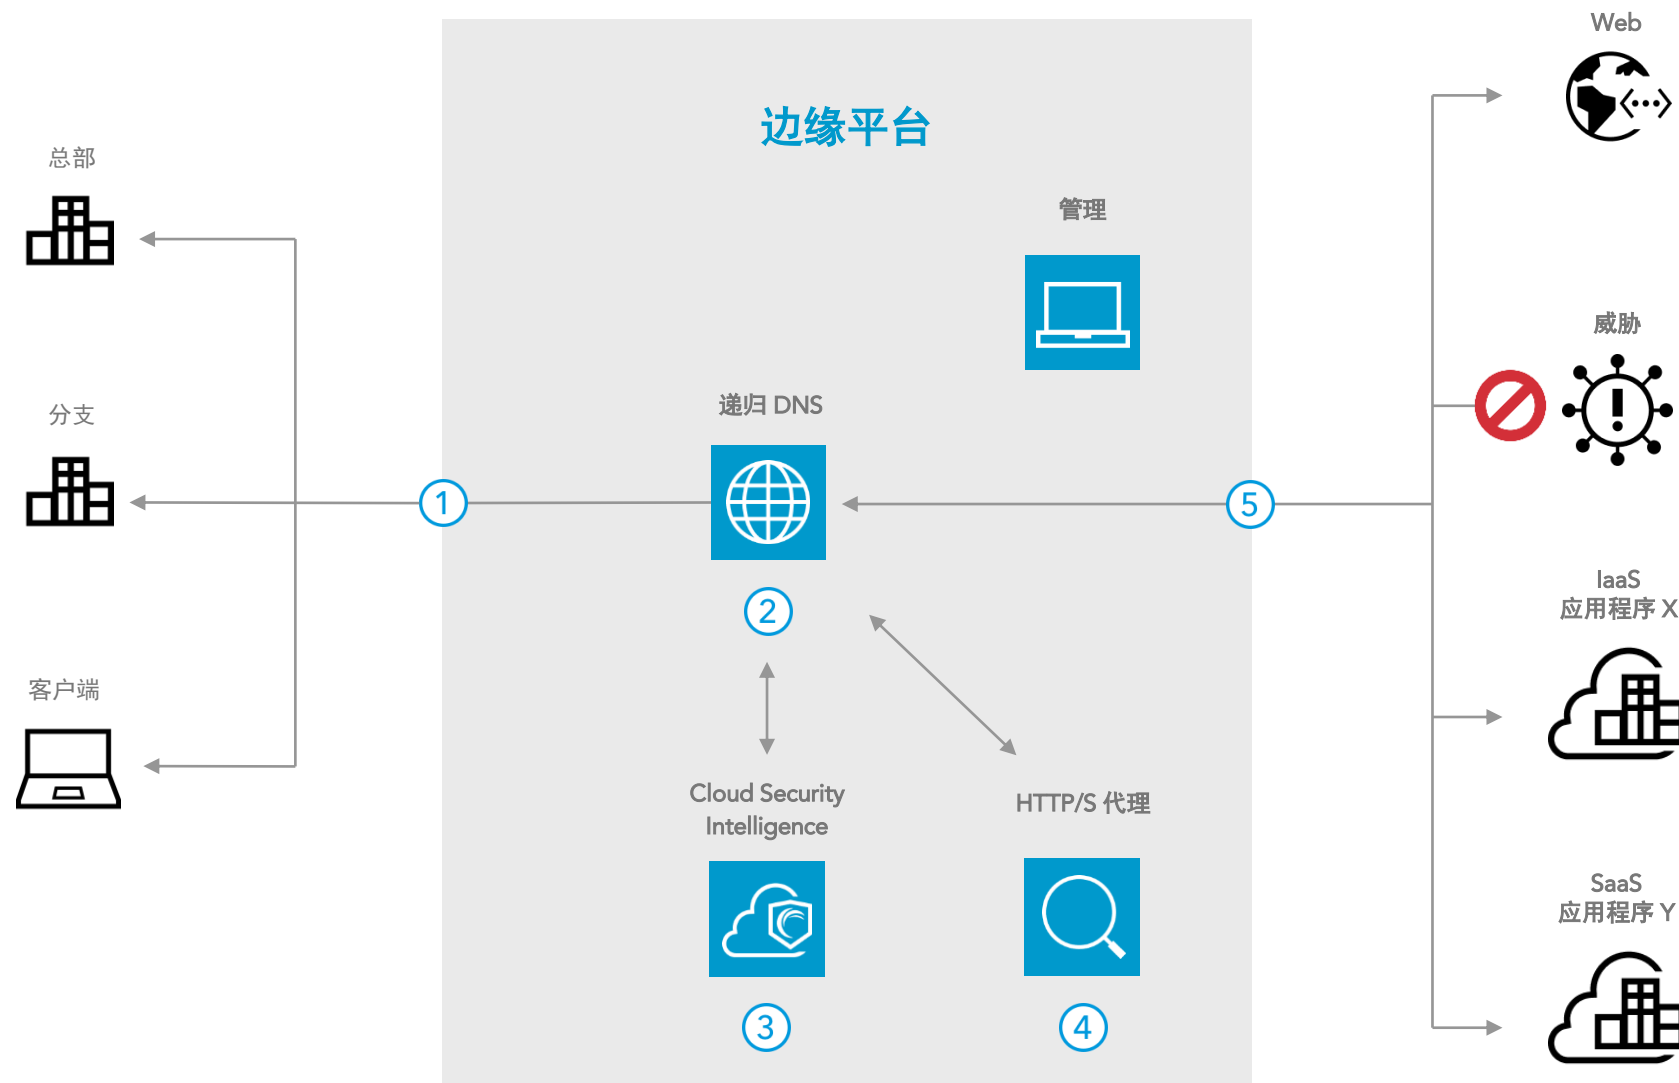 边缘平台
总部
分支
客户端
管理
递归 DNS
1
2
Cloud Security
Intelligence
3
HTTP/S 代理
4
5
Web
威胁
IaaS
应用程序 X
SaaS
应用程序 Y